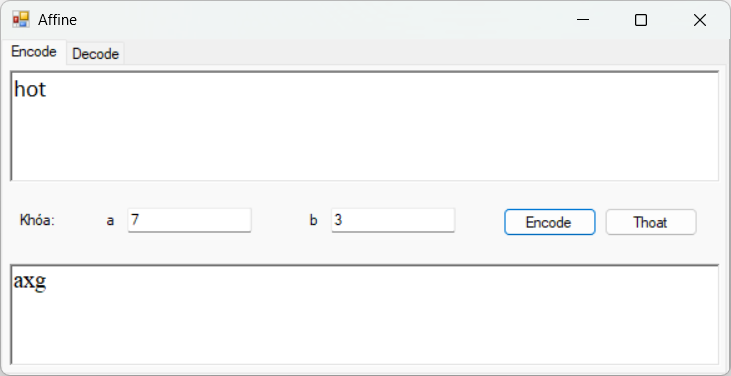 Affine
Encode Decode
hot
Khóa: a 7 b 3 Encode Thoat
axg